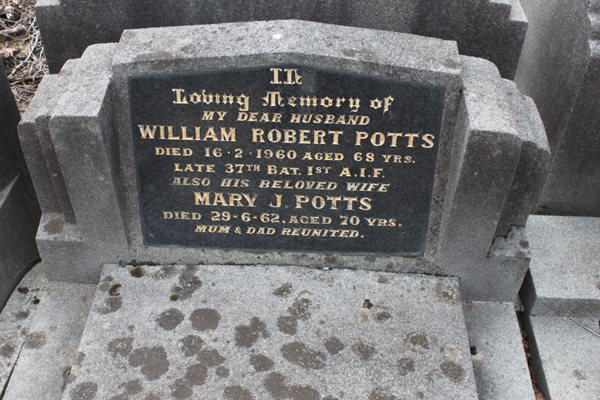 In
Loving Memory of
MY DEAR HUSBAND
WILLIAM ROBERT POTTS
DIED 16·2·1960 AGED 68 YRS.
LATE 37TH BAT. 1ST A.I.F.
ALSO HIS BELOVED WIFE
MARY J. POTTS
DIED 29-6-62, AGED 70 YRS.
MUM & DAD REUNITED.